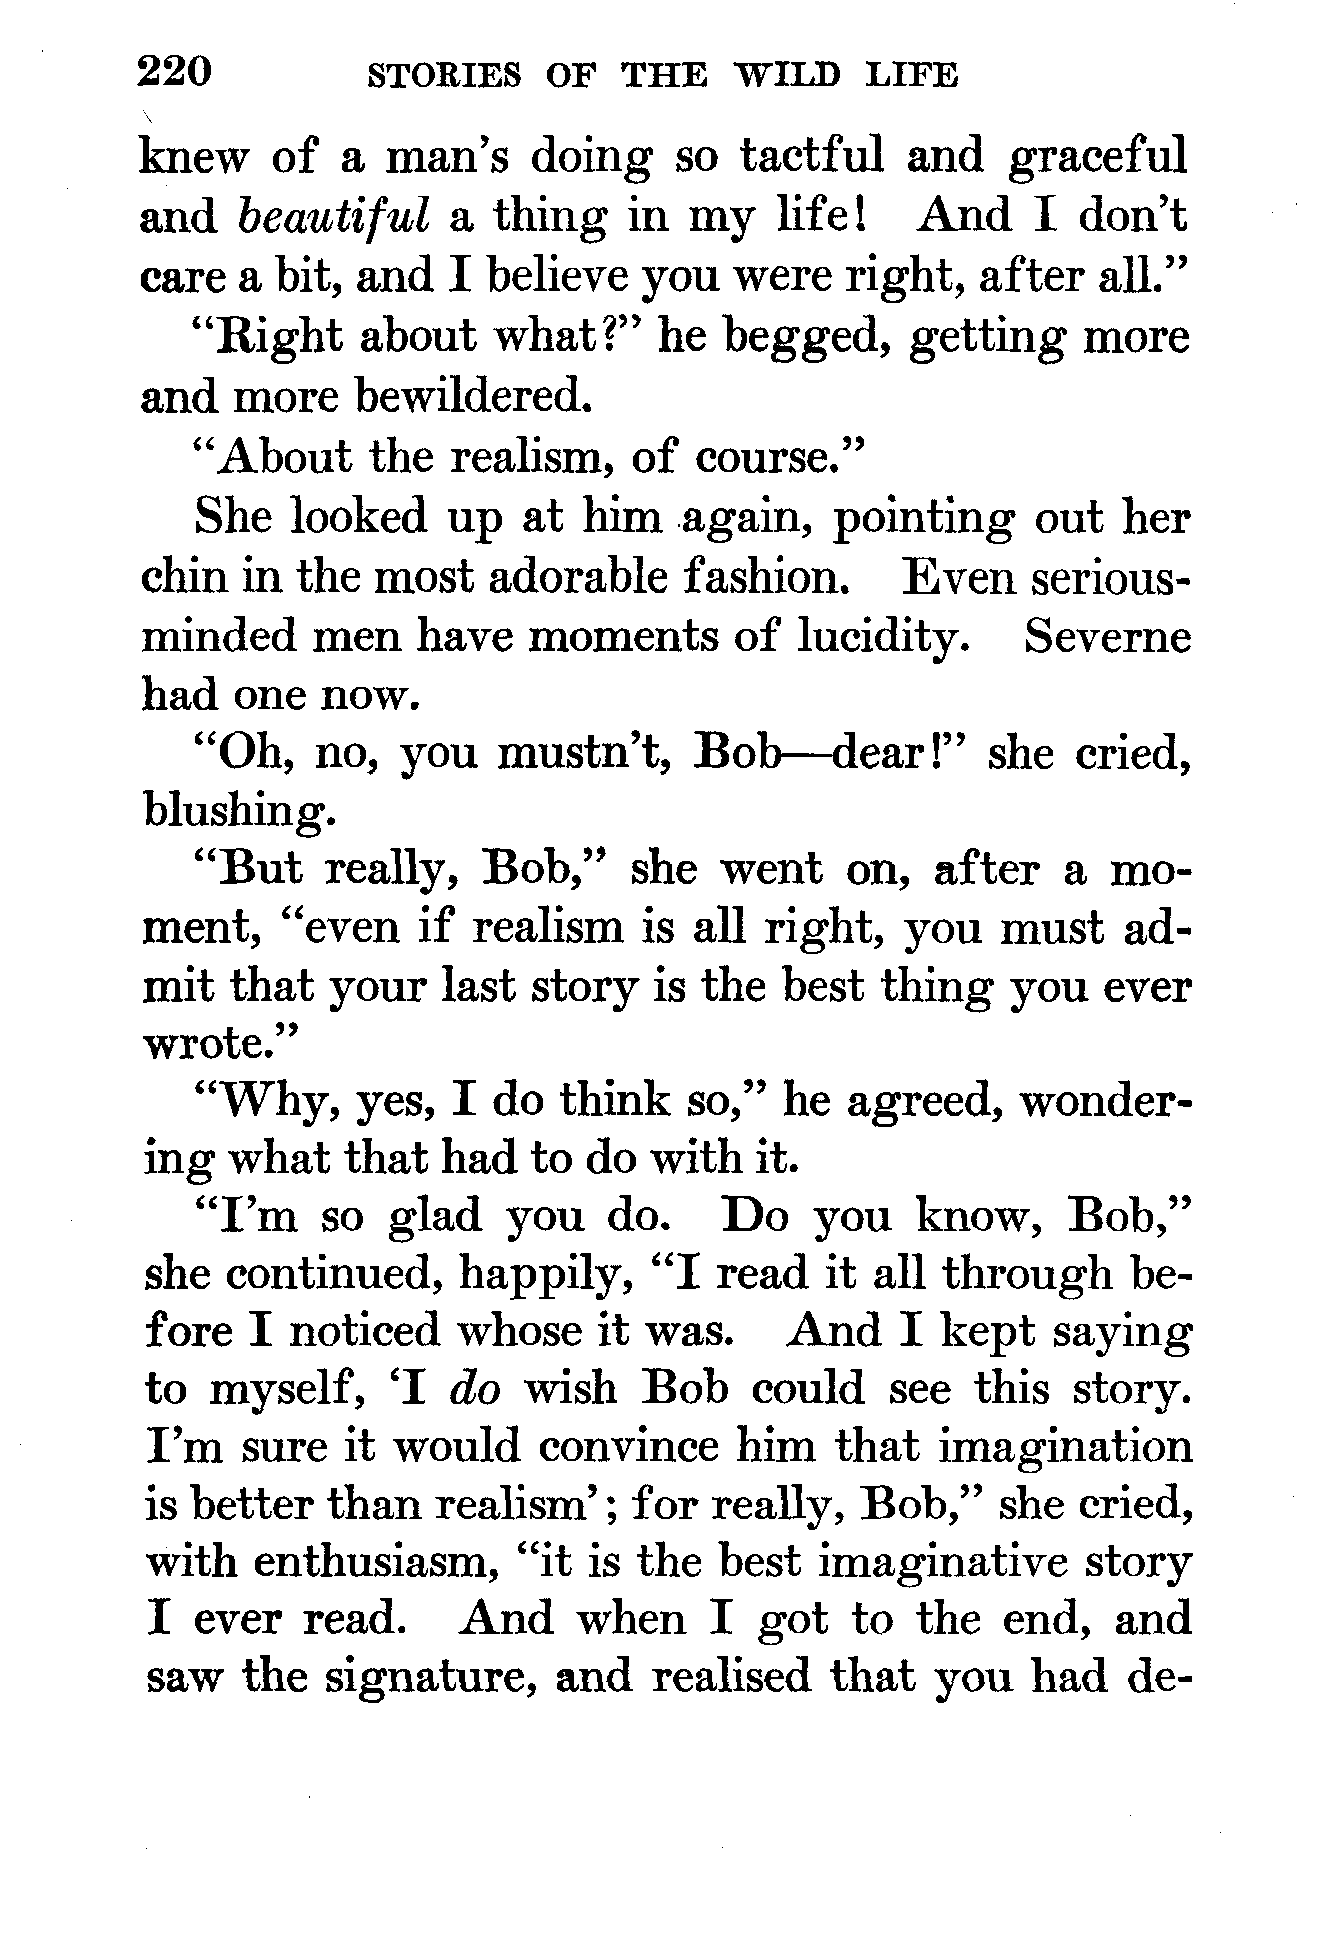 220 STORIES OF THE WILD LIFE
knew of a man's doing so tactful and graceful
and beautiful a thing in my life! And I don't
care a bit, and I believe you were right, after all."
"Right about what?" he begged, getting more
and more bewildered.
"About the realism, of course."
She looked up at him again, pointing out her
chin in the most adorable fashion. Even serious-
minded men have moments of lucidity. Severne
had one now.
"Oh, no, you mustn't, Bob—dear!" she cried,
blushing.
"But really, Bob," she went on, after a mo-
ment, "even if realism is all right, you must ad-
mit that your last story is the best thing you ever
wrote."
"Why, yes, I do think so," he agreed, wonder-
ing what that had to do with it.
"I'm so glad you do. Do you know, Bob,"
she continued, happily, "I read it all through be-
fore I noticed whose it was. And I kept saying
to myself, 'I do wish Bob could see this story.
I'm sure it would convince him that imagination
is better than realism'; for really, Bob," she cried,
with enthusiasm, "it is the best imaginative story
I ever read. And when I got to the end, and
saw the signature, and realised that you had de-